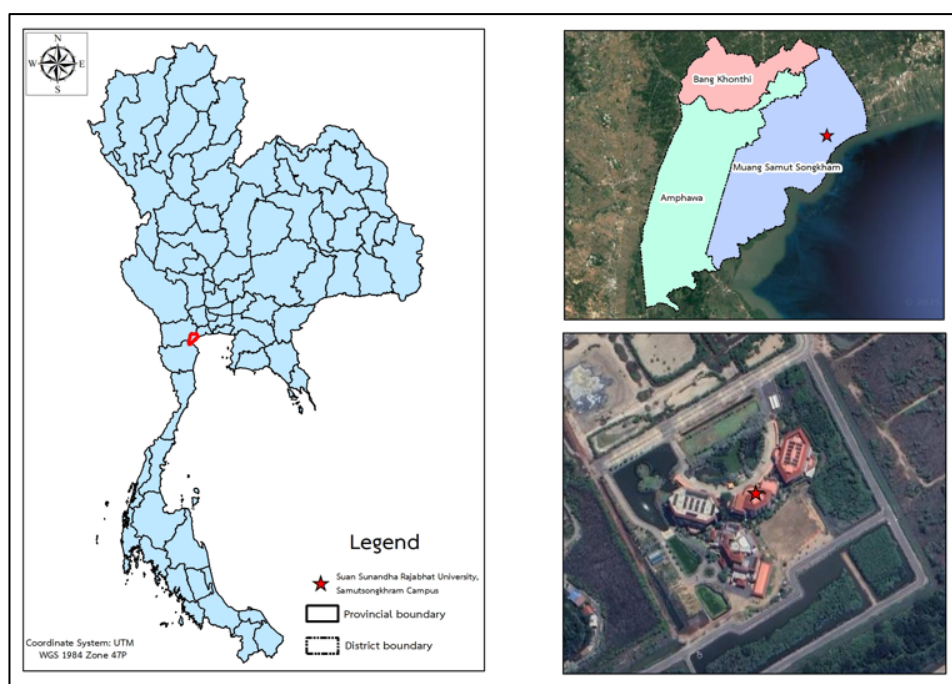 N
W
E
S
Legend
Suan Sunandha Rajabhat University,
Samutsongkhram Campus
Provincial boundary
District boundary
Coordinate System: UTM
WGS 1984 Zone 47P
Bang Khonthi
Muang Samut Songkham
Amphawa